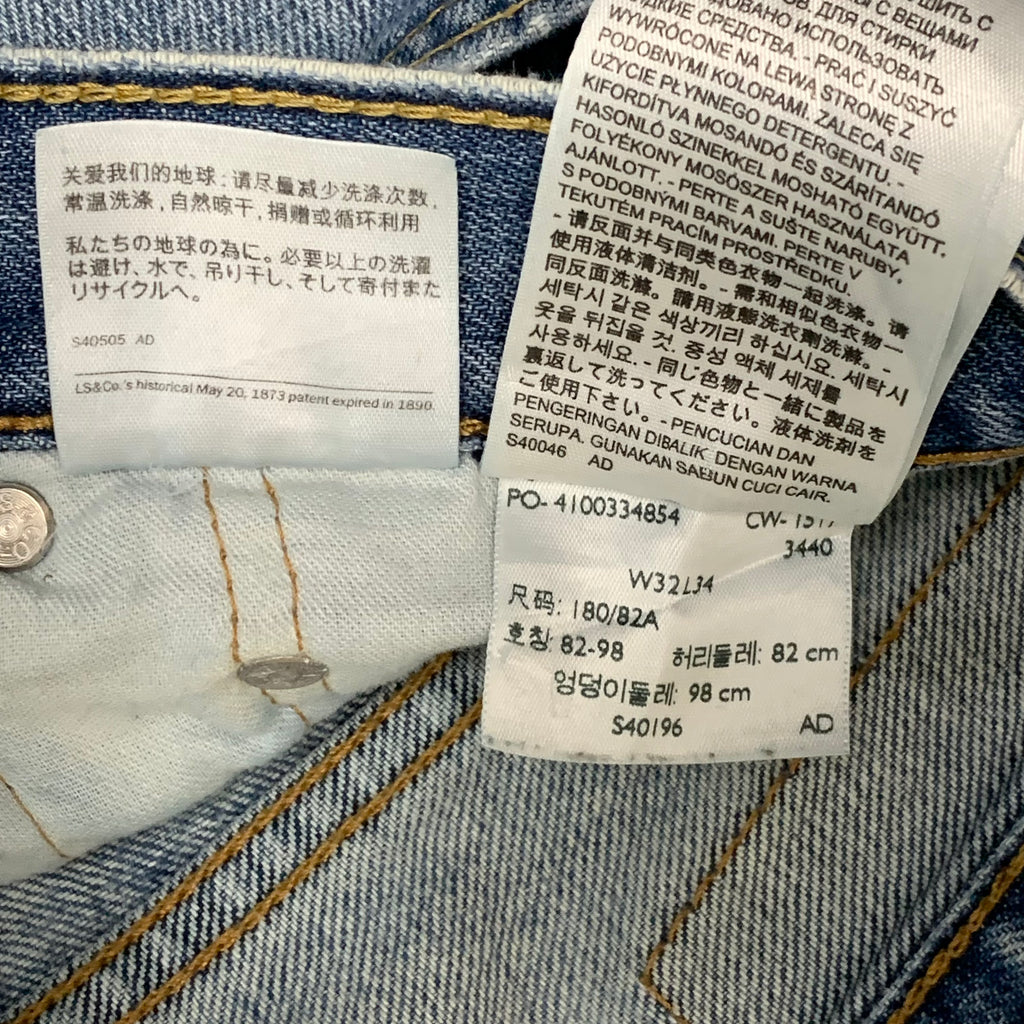 关爱我们的地球：请尽量减少洗涤次数，
常温洗涤，自然晾干，捐赠或循环利用
私たちの地球の為に。必要以上の洗濯
は避け、水で、吊り干し、そして寄付また
リサイクルへ。
S40505 AD
LS&Co.'s historical May 20, 1873 patent expired in 1890.
С ВЕЩАМИ
ДЛЯ СТИРКИ
ИСПОЛЬЗОВАТЬ
СРЕДСТВА. - PRAĆ I SUSZYĆ
WYWRÓCONE NA LEWĄ STRONĘ Z
PODOBNYMI KOLORAMI. ZALECA SIĘ
UŻYCIE PŁYNNEGO DETERGENTU. -
KIFORDÍTVA MOSANDÓ ÉS SZÁRÍTANDÓ
HASONLÓ SZINEKKEL MOSHATÓ EGYÜTT.
FOLYÉKONY MOSÓSZER HASZNÁLATA
AJÁNLOTT. - PERTE A SUŠTE NARUBY,
S PODOBNÝMI BARVAMI. PERTE V
TEKUTÉM PRACÍM PROSTŘEDKU.
- 请反面并与同类色衣物一起洗涤。请
使用液体清洁剂。- 需和相似色衣物一
同反面洗滌。請用液態洗衣劑洗滌。-
세탁시 같은 색상끼리 하십시오. 세탁시
옷을 뒤집을 것. 중성 액체 세제를
사용하세요. - 同じ色物と一緒に製品を
裏返して洗ってください。液体洗剤を
ご使用下さい。- PENCUCIAN DAN
PENGERINGAN DIBALIK DENGAN WARNA
SERUPA. GUNAKAN SABUN CUCI CAIR.
S40046 AD
PO- 4100334854 CW- 1517
3440
W32L34
尺码: 180/82A
호칭: 82-98 허리둘레: 82 cm
엉덩이둘레: 98 cm
S40196 AD